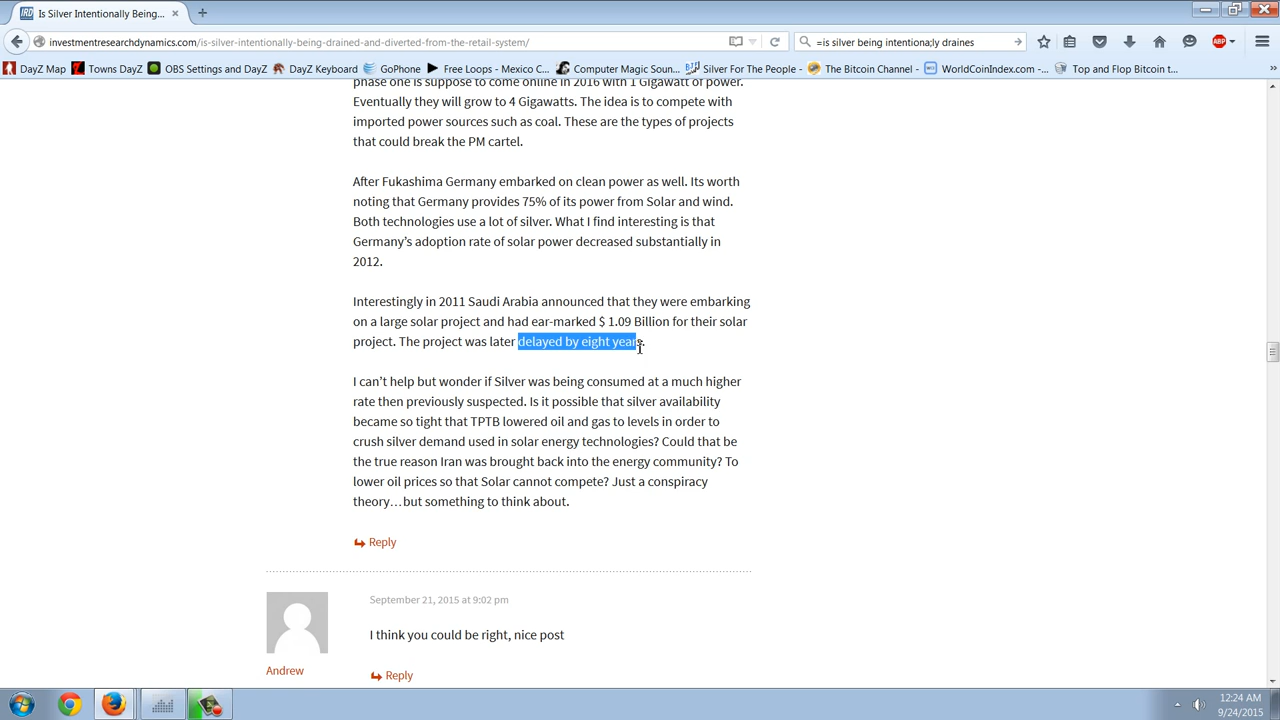 Is Silver Intentionally Being...
investmentresearchdynamics.com/is-silver-intentionally-being-drained-and-diverted-from-the-retail-system/
=is silver being intentiona;ly draines
ABP
DayZ Map
Towns DayZ
OBS Settings and DayZ
DayZ Keyboard
GoPhone
Free Loops - Mexico C...
Computer Magic Soun...
Silver For The People - ...
The Bitcoin Channel - ...
WorldCoinIndex.com -...
Top and Flop Bitcoin t...
phase one is suppose to come online in 2016 with 1 Gigawatt of power.
Eventually they will grow to 4 Gigawatts. The idea is to compete with
imported power sources such as coal. These are the types of projects
that could break the PM cartel.
After Fukashima Germany embarked on clean power as well. Its worth
noting that Germany provides 75% of its power from Solar and wind.
Both technologies use a lot of silver. What I find interesting is that
Germany’s adoption rate of solar power decreased substantially in
2012.
Interestingly in 2011 Saudi Arabia announced that they were embarking
on a large solar project and had ear-marked $ 1.09 Billion for their solar
project. The project was later delayed by eight years.
I can’t help but wonder if Silver was being consumed at a much higher
rate then previously suspected. Is it possible that silver availability
became so tight that TPTB lowered oil and gas to levels in order to
crush silver demand used in solar energy technologies? Could that be
the true reason Iran was brought back into the energy community? To
lower oil prices so that Solar cannot compete? Just a conspiracy
theory…but something to think about.
Reply
September 21, 2015 at 9:02 pm
I think you could be right, nice post
Andrew
Reply
12:24 AM
9/24/2015